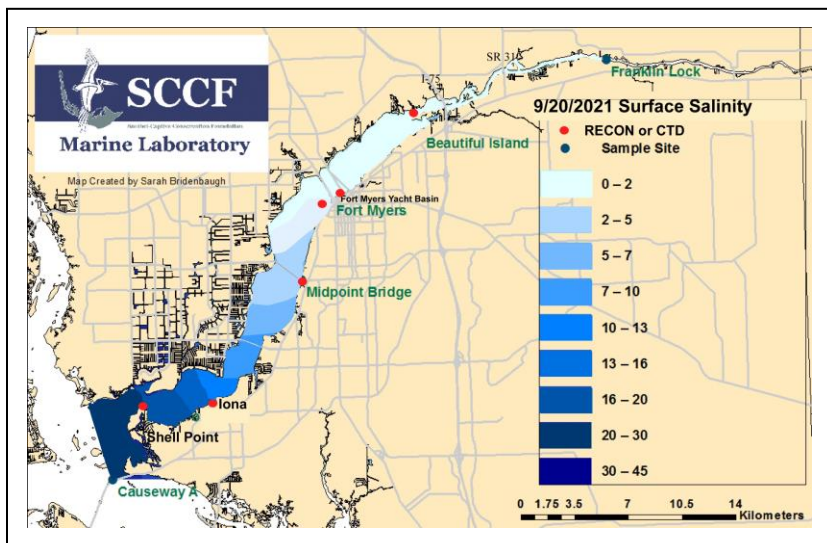 SCCF
Sanibel-Captiva Conservation Foundation
Marine Laboratory
Map Created by Sarah Bridenbaugh
I-75
SR 31
Franklin Lock
Beautiful Island
Fort Myers Yacht Basin
Fort Myers
Midpoint Bridge
Iona
Shell Point
Causeway A
9/20/2021 Surface Salinity
RECON or CTD
Sample Site
0 – 2
2 – 5
5 – 7
7 – 10
10 – 13
13 – 16
16 – 20
20 – 30
30 – 45
0 1.75 3.5 7 10.5 14
Kilometers